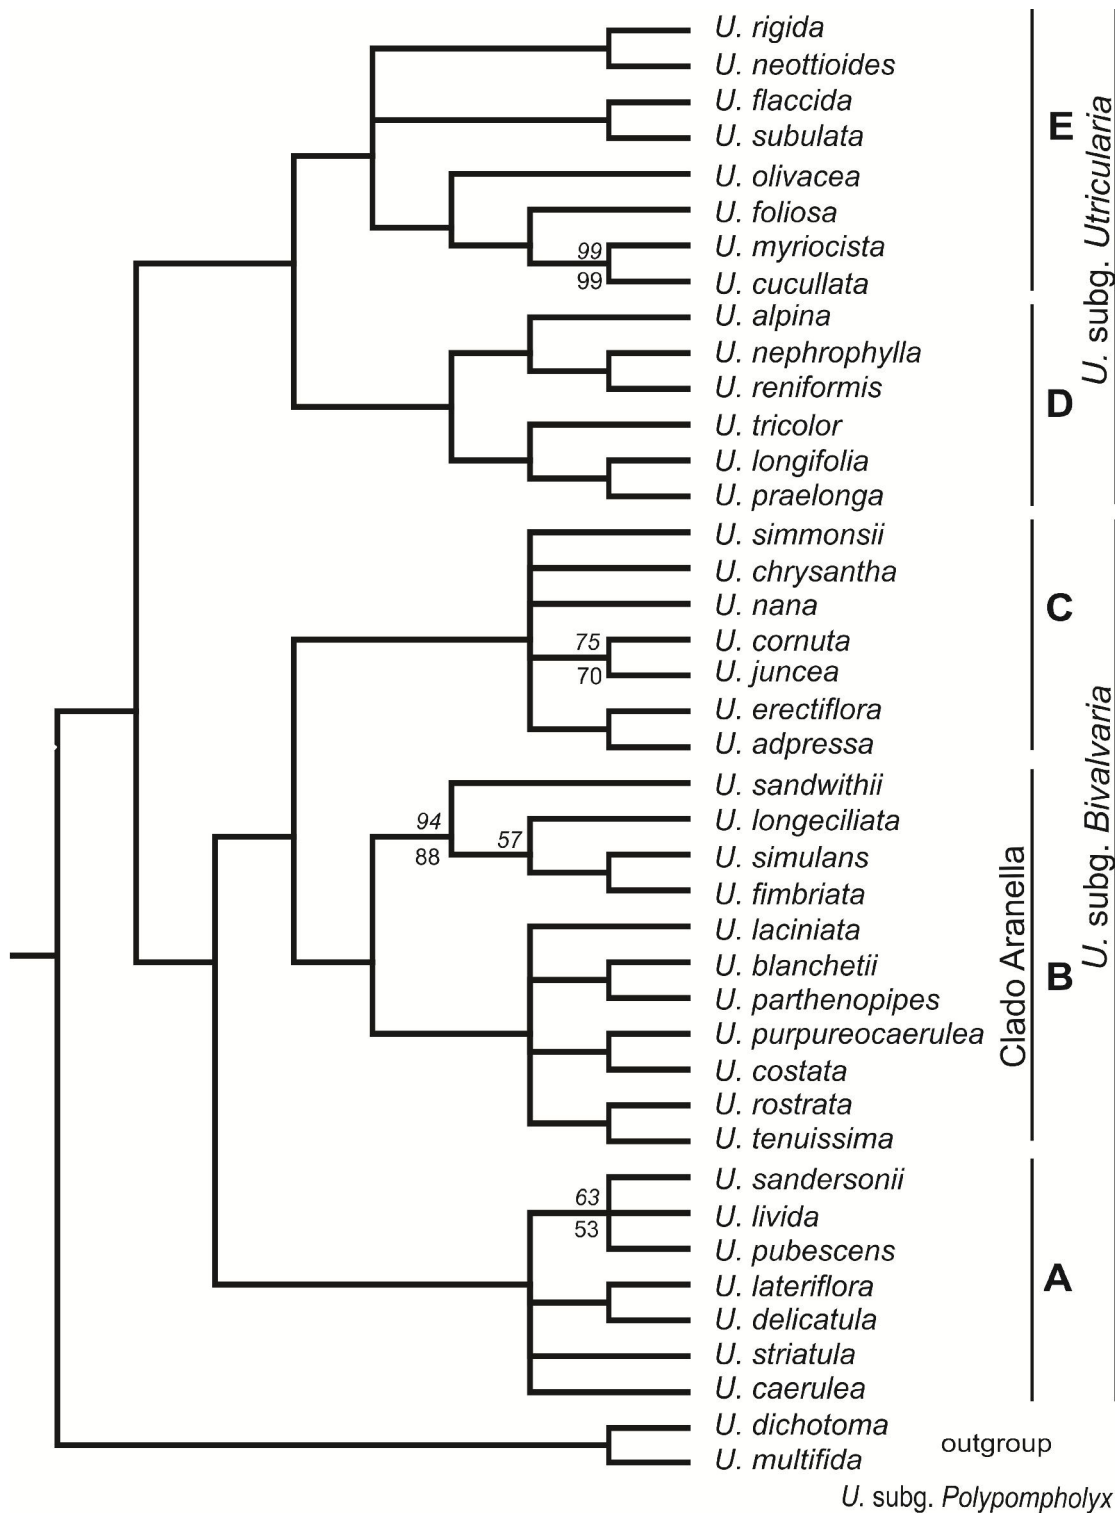 U. rigida
U. neottioides
U. flaccida
U. subulata
U. olivacea
U. foliosa
99
U. myriocista
99
U. cucullata
E
U. subg. Utricularia
U. alpina
U. nephrophylla
U. reniformis
U. tricolor
U. longifolia
U. praelonga
D
U. simmonsii
U. chrysantha
U. nana
75
U. cornuta
70
U. juncea
U. erectiflora
U. adpressa
C
U. sandwithii
94
88
57
U. longeciliata
U. simulans
U. fimbriata
U. laciniata
U. blanchetii
U. parthenopipes
U. purpureocaerulea
U. costata
U. rostrata
U. tenuissima
Clado Aranella
B
U. subg. Bivalvaria
U. sandersonii
63
U. livida
53
U. pubescens
U. lateriflora
U. delicatula
U. striatula
U. caerulea
A
U. dichotoma
U. multifida
outgroup
U. subg. Polypompholyx